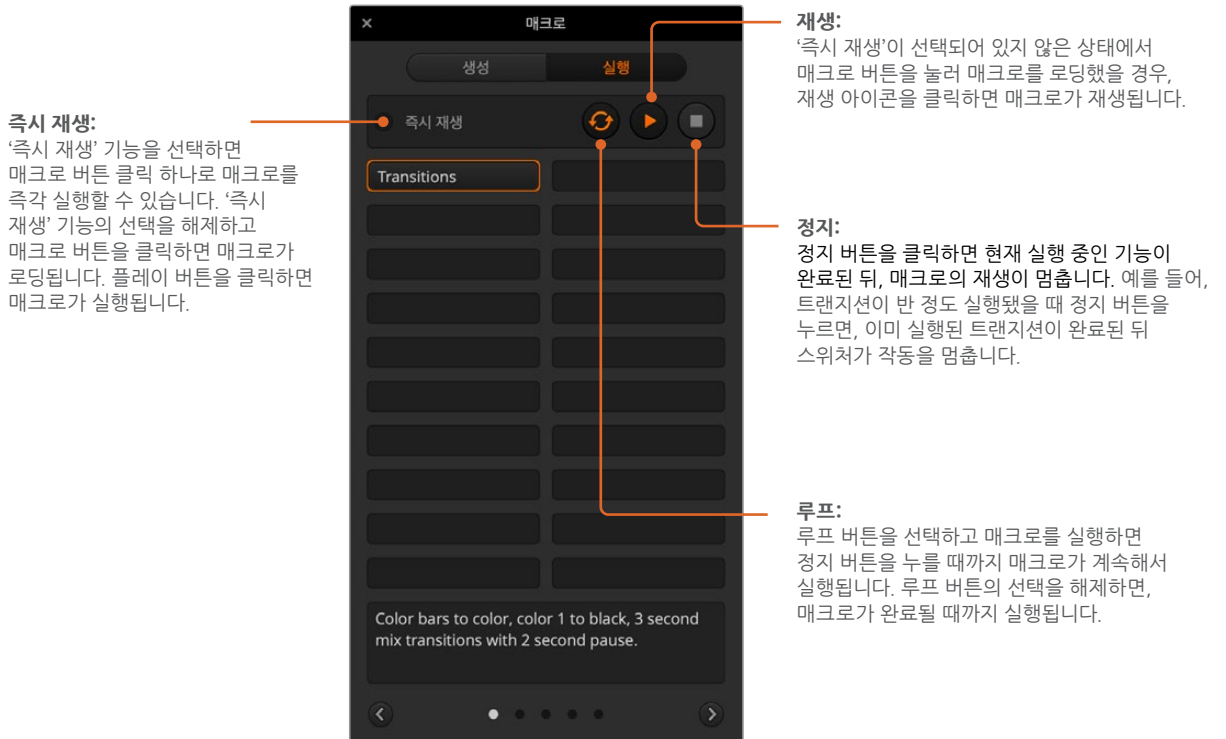 즉시 재생:
‘즉시 재생’ 기능을 선택하면
매크로 버튼 클릭 하나로 매크로를
즉각 실행할 수 있습니다. ‘즉시
재생’ 기능의 선택을 해제하고
매크로 버튼을 클릭하면 매크로가
로딩됩니다. 플레이 버튼을 클릭하면
매크로가 실행됩니다.
매크로
생성
실행
즉시 재생
Transitions
Color bars to color, color 1 to black, 3 second
mix transitions with 2 second pause.
재생:
‘즉시 재생’이 선택되어 있지 않은 상태에서
매크로 버튼을 눌러 매크로를 로딩했을 경우,
재생 아이콘을 클릭하면 매크로가 재생됩니다.
정지:
정지 버튼을 클릭하면 현재 실행 중인 기능이
완료된 뒤, 매크로의 재생이 멈춥니다. 예를 들어,
트랜지션이 반 정도 실행됐을 때 정지 버튼을
누르면, 이미 실행된 트랜지션이 완료된 뒤
스위처가 작동을 멈춥니다.
루프:
루프 버튼을 선택하고 매크로를 실행하면
정지 버튼을 누를 때까지 매크로가 계속해서
실행됩니다. 루프 버튼의 선택을 해제하면,
매크로가 완료될 때까지 실행됩니다.